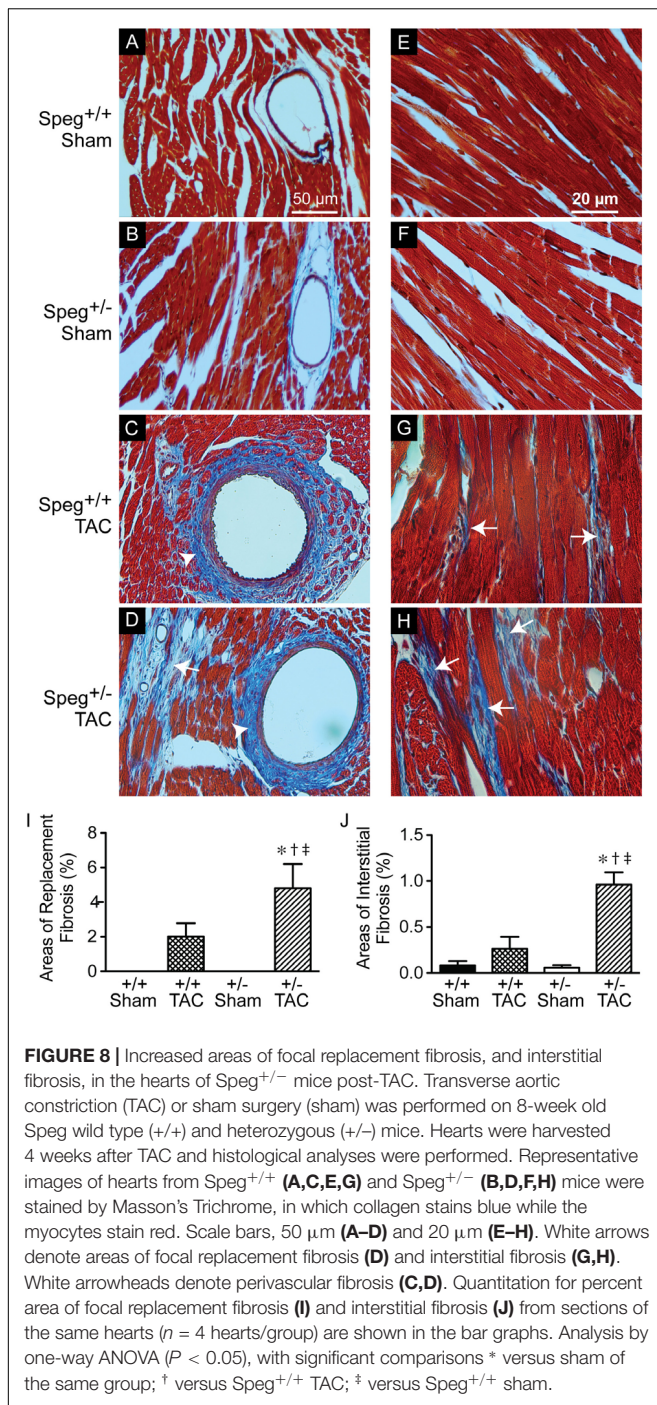 A
E
Speg+/+
Sham
50 µm
20 µm
B
F
Speg+/-
Sham
C
G
Speg+/+
TAC
D
H
Speg+/-
TAC
I
J
Areas of Replacement
Fibrosis (%)
8
6
4
2
0
* † ‡
+/+ +/+ +/- +/-
Sham TAC Sham TAC
Areas of Interstitial
Fibrosis (%)
1.5
1.0
0.5
0.0
* † ‡
+/+ +/+ +/- +/-
Sham TAC Sham TAC
FIGURE 8 | Increased areas of focal replacement fibrosis, and interstitial
fibrosis, in the hearts of Speg+/− mice post-TAC. Transverse aortic
constriction (TAC) or sham surgery (sham) was performed on 8-week old
Speg wild type (+/+) and heterozygous (+/–) mice. Hearts were harvested
4 weeks after TAC and histological analyses were performed. Representative
images of hearts from Speg+/+ (A,C,E,G) and Speg+/− (B,D,F,H) mice were
stained by Masson's Trichrome, in which collagen stains blue while the
myocytes stain red. Scale bars, 50 µm (A–D) and 20 µm (E–H). White arrows
denote areas of focal replacement fibrosis (D) and interstitial fibrosis (G,H).
White arrowheads denote perivascular fibrosis (C,D). Quantitation for percent
area of focal replacement fibrosis (I) and interstitial fibrosis (J) from sections of
the same hearts (n = 4 hearts/group) are shown in the bar graphs. Analysis by
one-way ANOVA (P < 0.05), with significant comparisons * versus sham of
the same group; † versus Speg+/+ TAC; ‡ versus Speg+/+ sham.